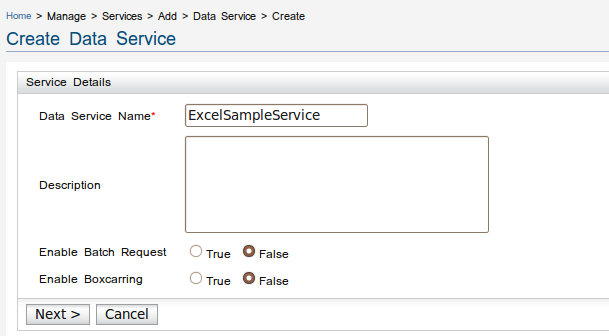 Home > Manage > Services > Add > Data Service > Create
Create Data Service
Service Details
Data Service Name* ExcelSampleService
Description
Enable Batch Request True False
Enable Boxcarring True False
Next > Cancel